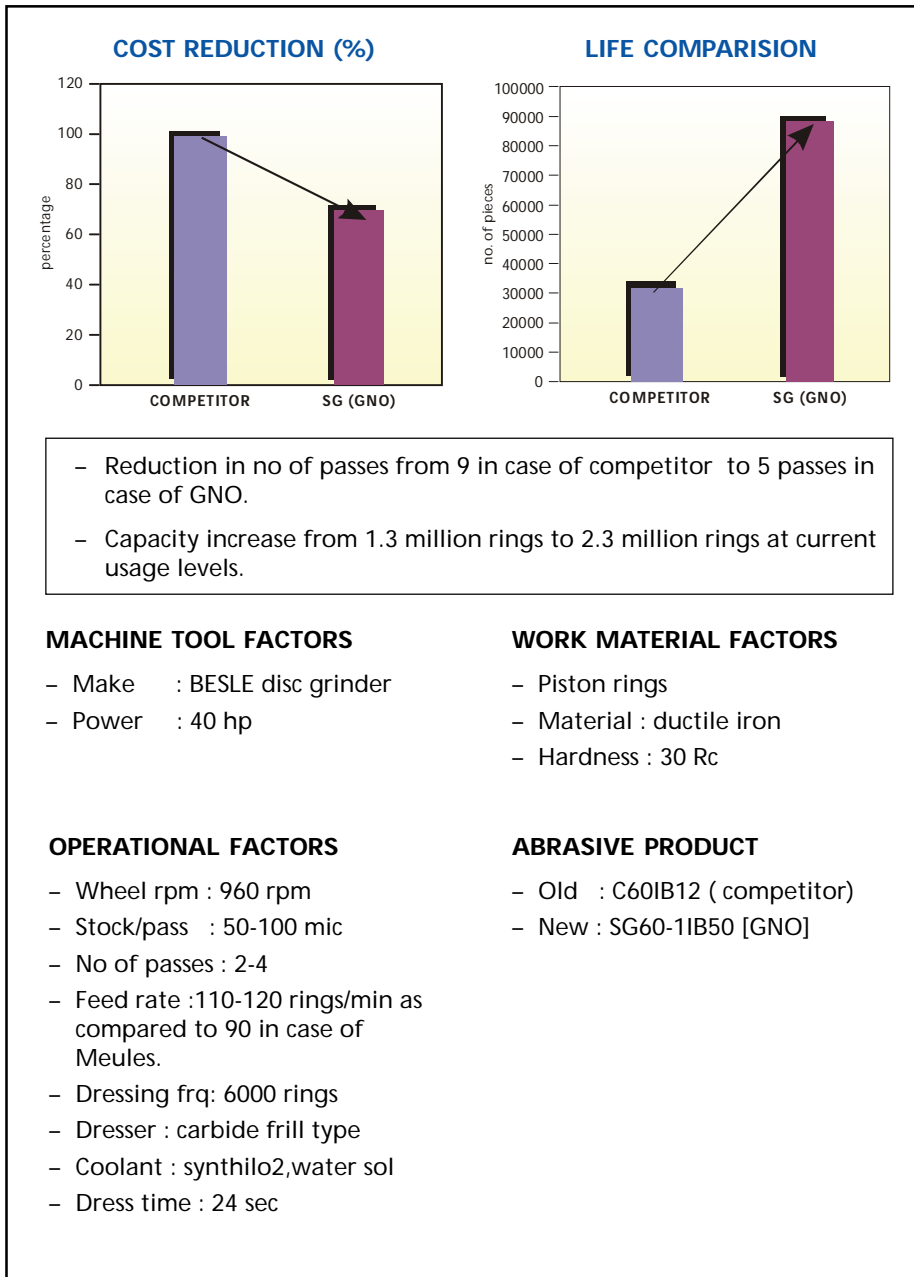 COST REDUCTION (%)
120
100
80
60
40
20
0
percentage
COMPETITOR
SG (GNO)
LIFE COMPARISION
100000
90000
80000
70000
60000
50000
40000
30000
20000
10000
0
no. of pieces
COMPETITOR
SG (GNO)
– Reduction in no of passes from 9 in case of competitor to 5 passes in
case of GNO.
– Capacity increase from 1.3 million rings to 2.3 million rings at current
usage levels.
MACHINE TOOL FACTORS
– Make : BESLE disc grinder
– Power : 40 hp
WORK MATERIAL FACTORS
– Piston rings
– Material : ductile iron
– Hardness : 30 Rc
OPERATIONAL FACTORS
– Wheel rpm : 960 rpm
– Stock/pass : 50-100 mic
– No of passes : 2-4
– Feed rate :110-120 rings/min as
compared to 90 in case of
Meules.
– Dressing frq: 6000 rings
– Dresser : carbide frill type
– Coolant : synthilo2,water sol
– Dress time : 24 sec
ABRASIVE PRODUCT
– Old : C60IB12 ( competitor)
– New : SG60-1IB50 [GNO]